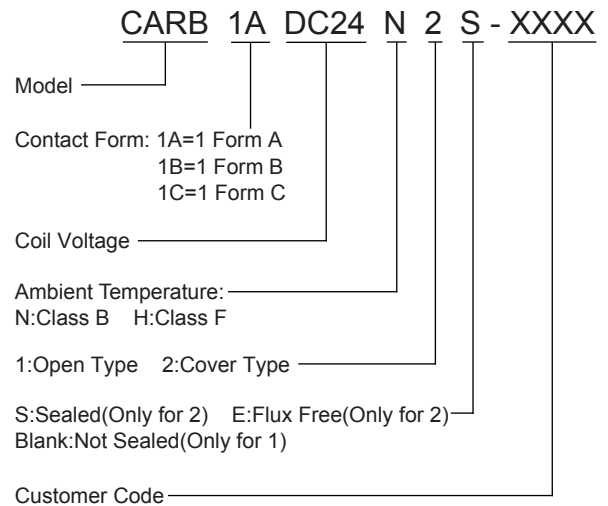 CARB 1A DC24 N 2 S - XXXX
Model
Contact Form: 1A=1 Form A
1B=1 Form B
1C=1 Form C
Coil Voltage
Ambient Temperature:
N:Class B H:Class F
1:Open Type 2:Cover Type
S:Sealed(Only for 2) E:Flux Free(Only for 2)
Blank:Not Sealed(Only for 1)
Customer Code